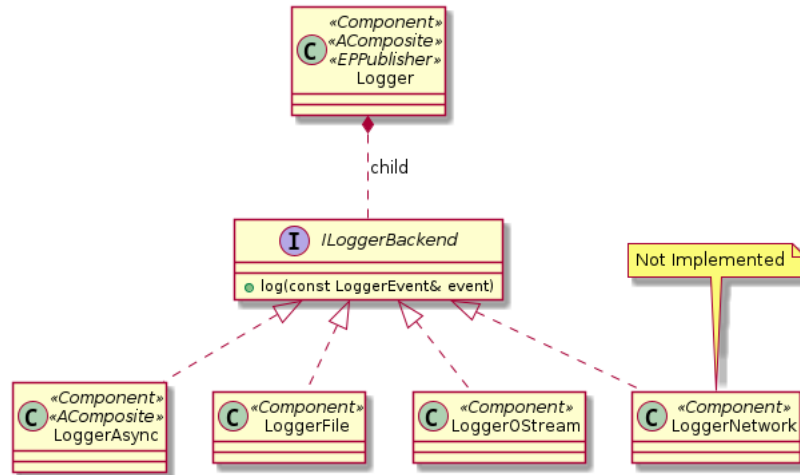 «Component»
«AComposite»
«EPPublisher»
C
Logger
child
I ILoggerBackend
log(const LoggerEvent& event)
Not Implemented
C
«Component»
«AComposite»
LoggerAsync
C
«Component»
LoggerFile
C
«Component»
LoggerOStream
C
«Component»
LoggerNetwork